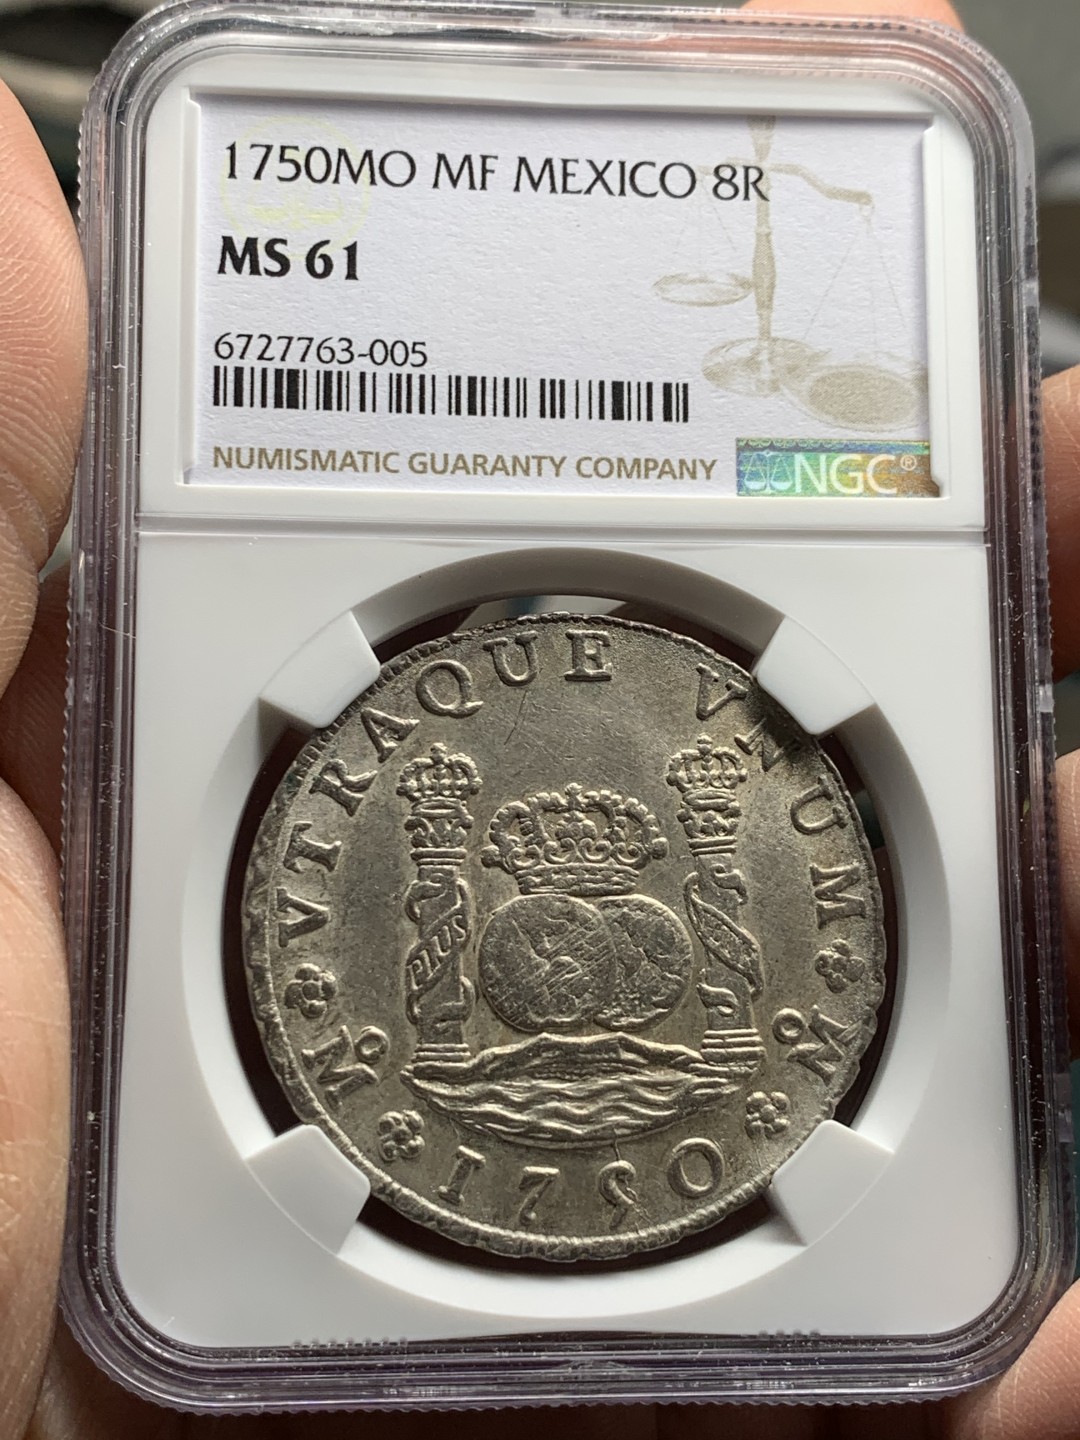 1750MO MF MEXICO 8R
MS 61
6727763-005
NUMISMATIC GUARANTY COMPANY
NGC®
VTRAQUE VNUM
PLUS
Mo 1750 Mo